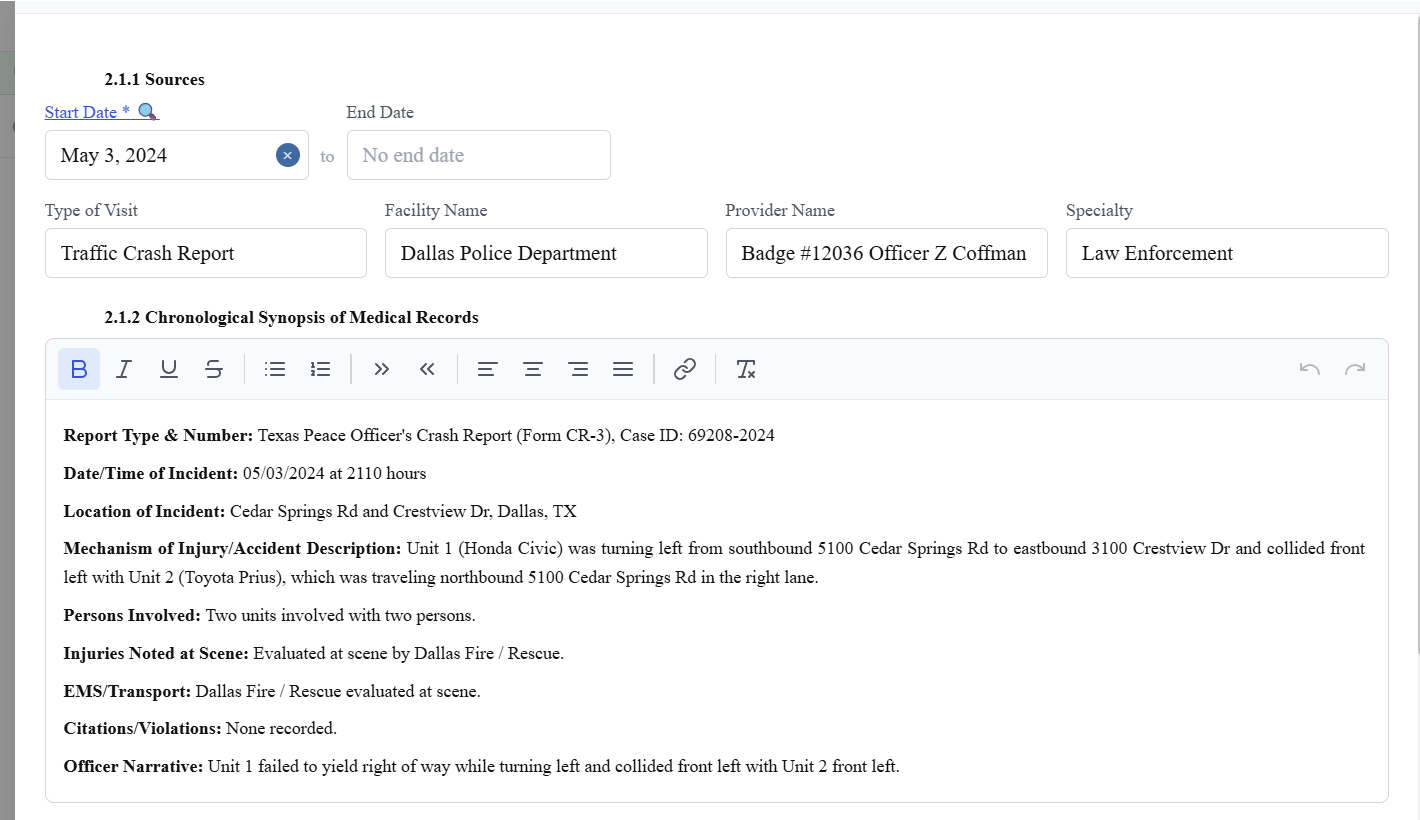 2.1.1 Sources
Start Date *
End Date
May 3, 2024
to
No end date
Type of Visit
Facility Name
Provider Name
Specialty
Traffic Crash Report
Dallas Police Department
Badge #12036 Officer Z Coffman
Law Enforcement
2.1.2 Chronological Synopsis of Medical Records
Report Type & Number: Texas Peace Officer's Crash Report (Form CR-3), Case ID: 69208-2024
Date/Time of Incident: 05/03/2024 at 2110 hours
Location of Incident: Cedar Springs Rd and Crestview Dr, Dallas, TX
Mechanism of Injury/Accident Description: Unit 1 (Honda Civic) was turning left from southbound 5100 Cedar Springs Rd to eastbound 3100 Crestview Dr and collided front
left with Unit 2 (Toyota Prius), which was traveling northbound 5100 Cedar Springs Rd in the right lane.
Persons Involved: Two units involved with two persons.
Injuries Noted at Scene: Evaluated at scene by Dallas Fire / Rescue.
EMS/Transport: Dallas Fire / Rescue evaluated at scene.
Citations/Violations: None recorded.
Officer Narrative: Unit 1 failed to yield right of way while turning left and collided front left with Unit 2 front left.